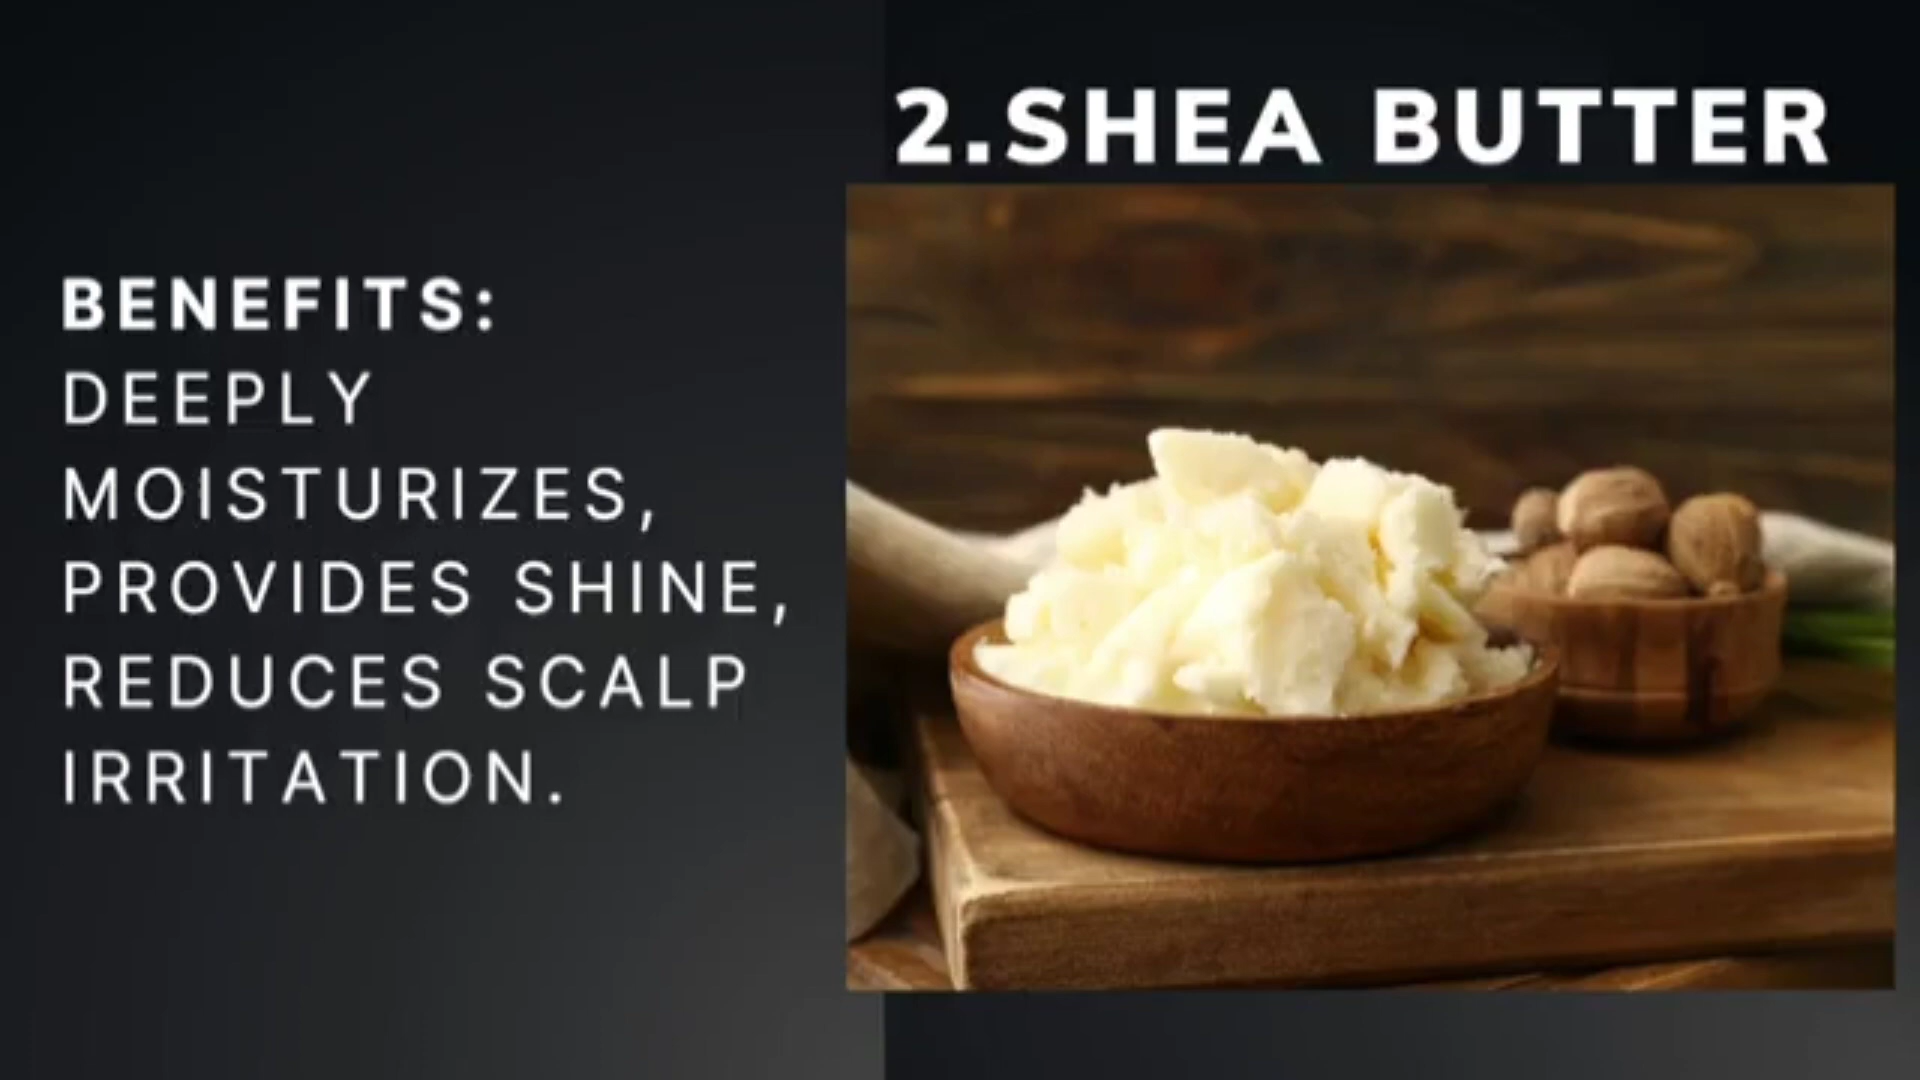 2.SHEA BUTTER
BENEFITS:
DEEPLY
MOISTURIZES,
PROVIDES SHINE,
REDUCES SCALP
IRRITATION.